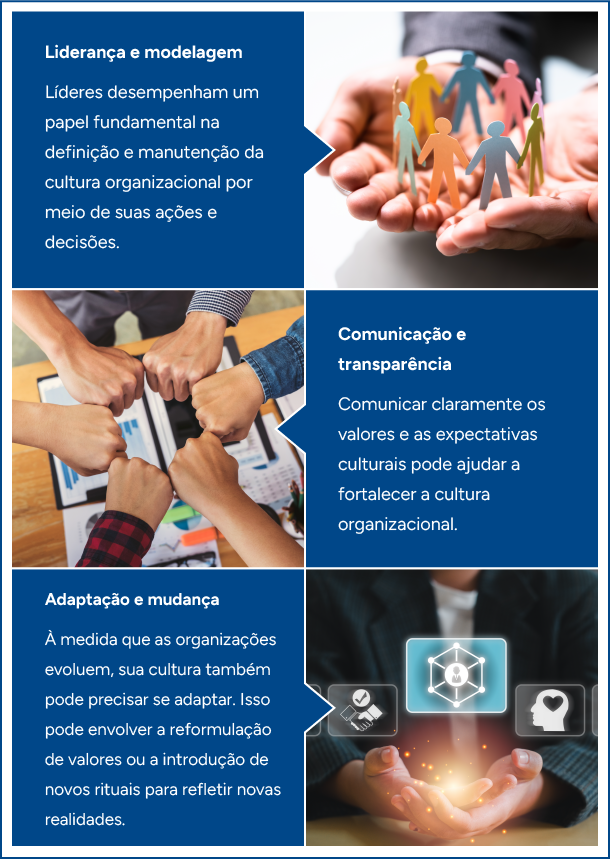 Liderança e modelagem
Líderes desempenham um
papel fundamental na
definição e manutenção da
cultura organizacional por
meio de suas ações e
decisões.
Comunicação e
transparência
Comunicar claramente os
valores e as expectativas
culturais pode ajudar a
fortalecer a cultura
organizacional.
Adaptação e mudança
À medida que as organizações
evoluem, sua cultura também
pode precisar se adaptar. Isso
pode envolver a reformulação
de valores ou a introdução de
novos rituais para refletir novas
realidades.